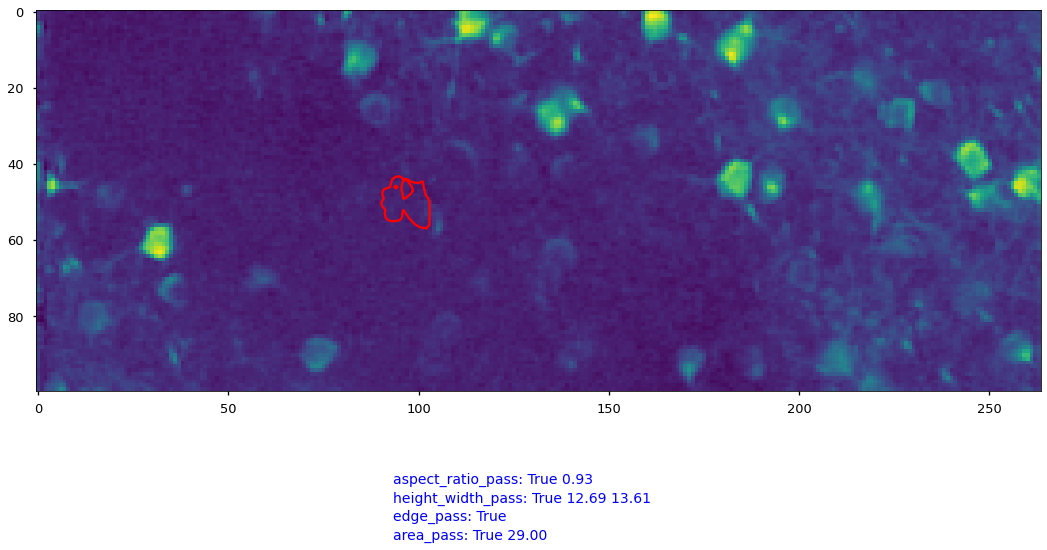 0
20
40
60
80
0 50 100 150 200 250
aspect_ratio_pass: True 0.93
height_width_pass: True 12.69 13.61
edge_pass: True
area_pass: True 29.00